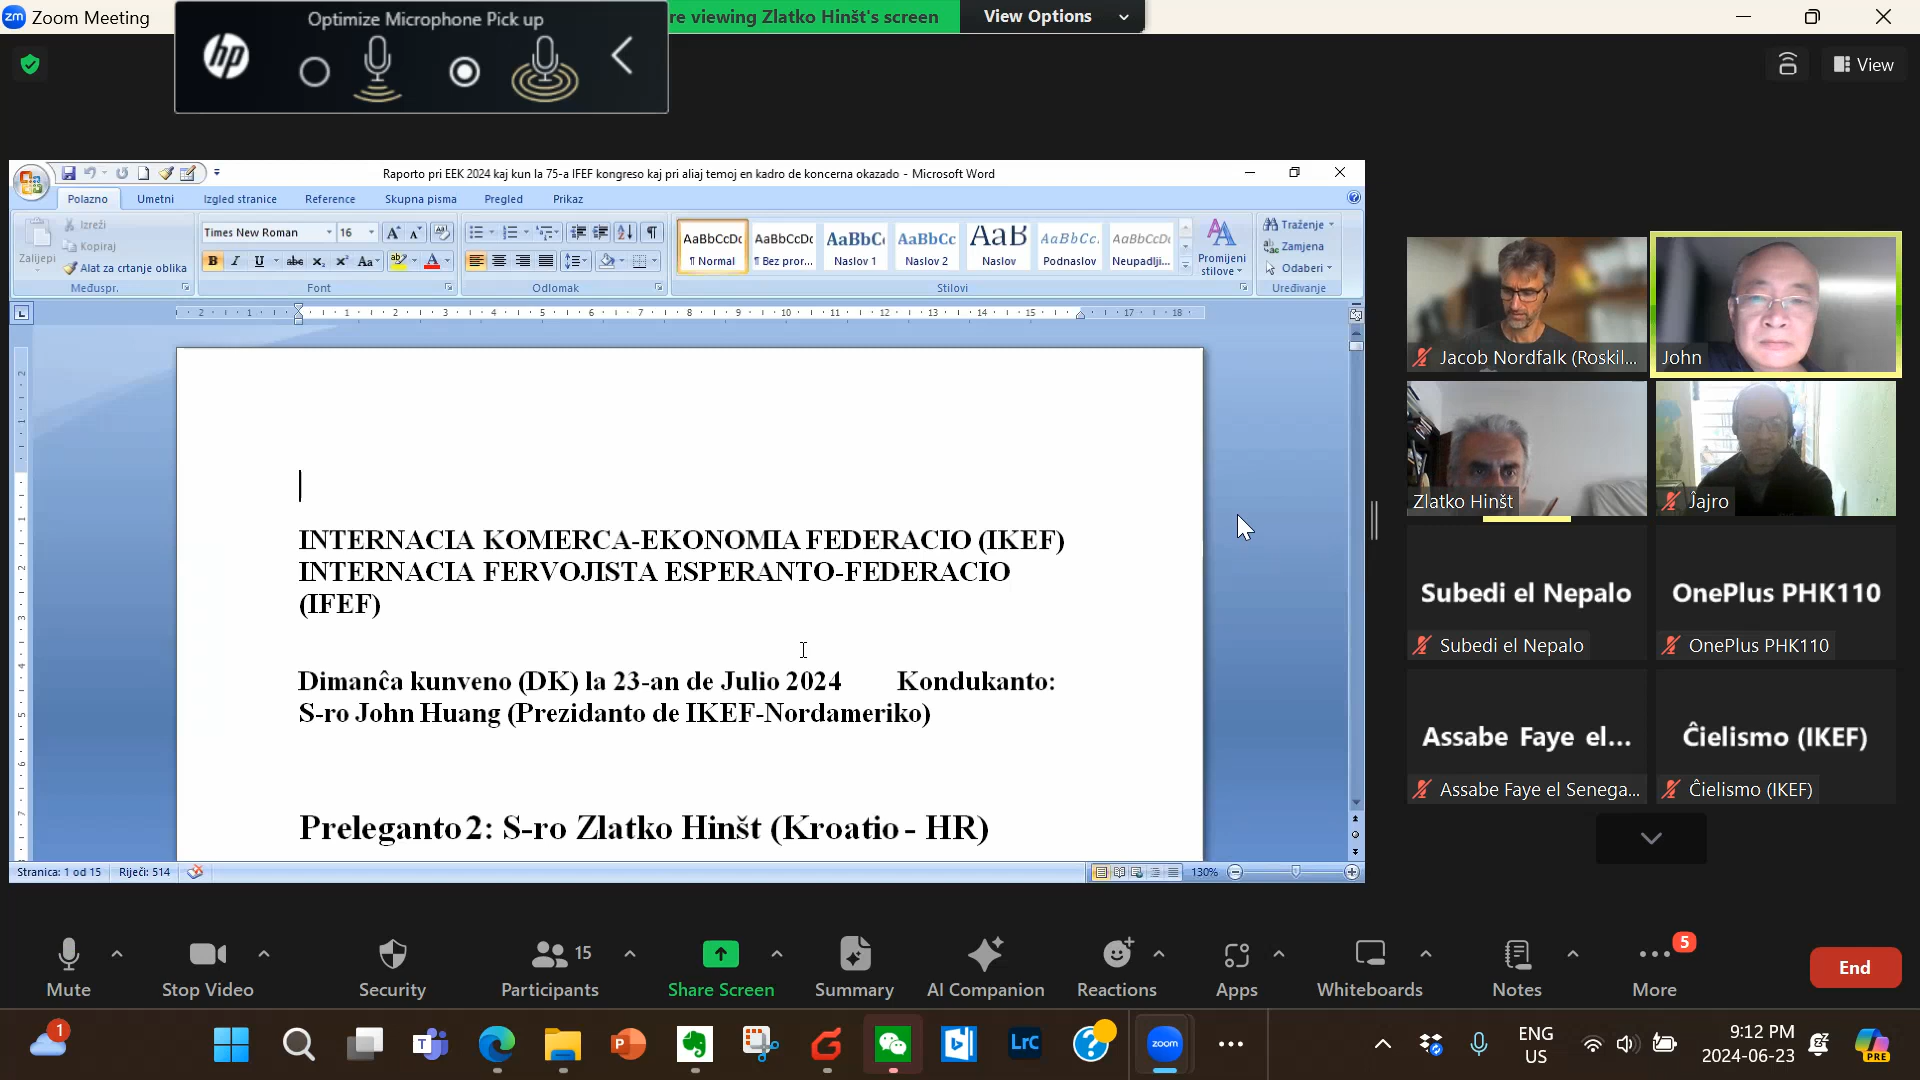 Zoom Meeting
Optimize Microphone Pick up
re viewing Zlatko Hinšt's screen
View Options
View
Raporto pri EEK 2024 kaj kun la 75-a IFEF kongreso kaj pri aliaj temoj en kadro de koncerna okazado - Microsoft Word
Polazno Umetni Izgled stranice Reference Skupna pisma Pregled Prikaz
Zalijepi
Izreži
Kopiraj
Alat za crtanje oblika
Međuspr.
Times New Roman 16
Font
Odlomak
AaBbCcDc AaBbCcDc AaBbC AaBbCc AaB AaBbCc. AaBbCcDc
¶ Normal ¶ Bez pror... Naslov 1 Naslov 2 Naslov Podnaslov Neupadlji...
Promijeni stilove
Stilovi
Traženje
Zamjena
Odaberi
Uređivanje
INTERNACIA KOMERCA-EKONOMIA FEDERACIO (IKEF)
INTERNACIA FERVOJISTA ESPERANTO-FEDERACIO
(IFEF)
Dimanĉa kunveno (DK) la 23-an de Julio 2024 Kondukanto:
S-ro John Huang (Prezidanto de IKEF-Nordameriko)
Preleganto 2: S-ro Zlatko Hinšt (Kroatio - HR)
Stranica: 1 od 15 Riječi: 514
130%
Jacob Nordfalk (Roskil...
John
Zlatko Hinšt
Ĵajro
Subedi el Nepalo
Subedi el Nepalo
OnePlus PHK110
OnePlus PHK110
Assabe Faye el...
Assabe Faye el Senega...
Ĉielismo (IKEF)
Ĉielismo (IKEF)
Mute
Stop Video
Security
15
Participants
Share Screen
Summary
AI Companion
Reactions
Apps
Whiteboards
Notes
5
More
End
1
LrC
zoom
ENG
US
9:12 PM
2024-06-23
PRE